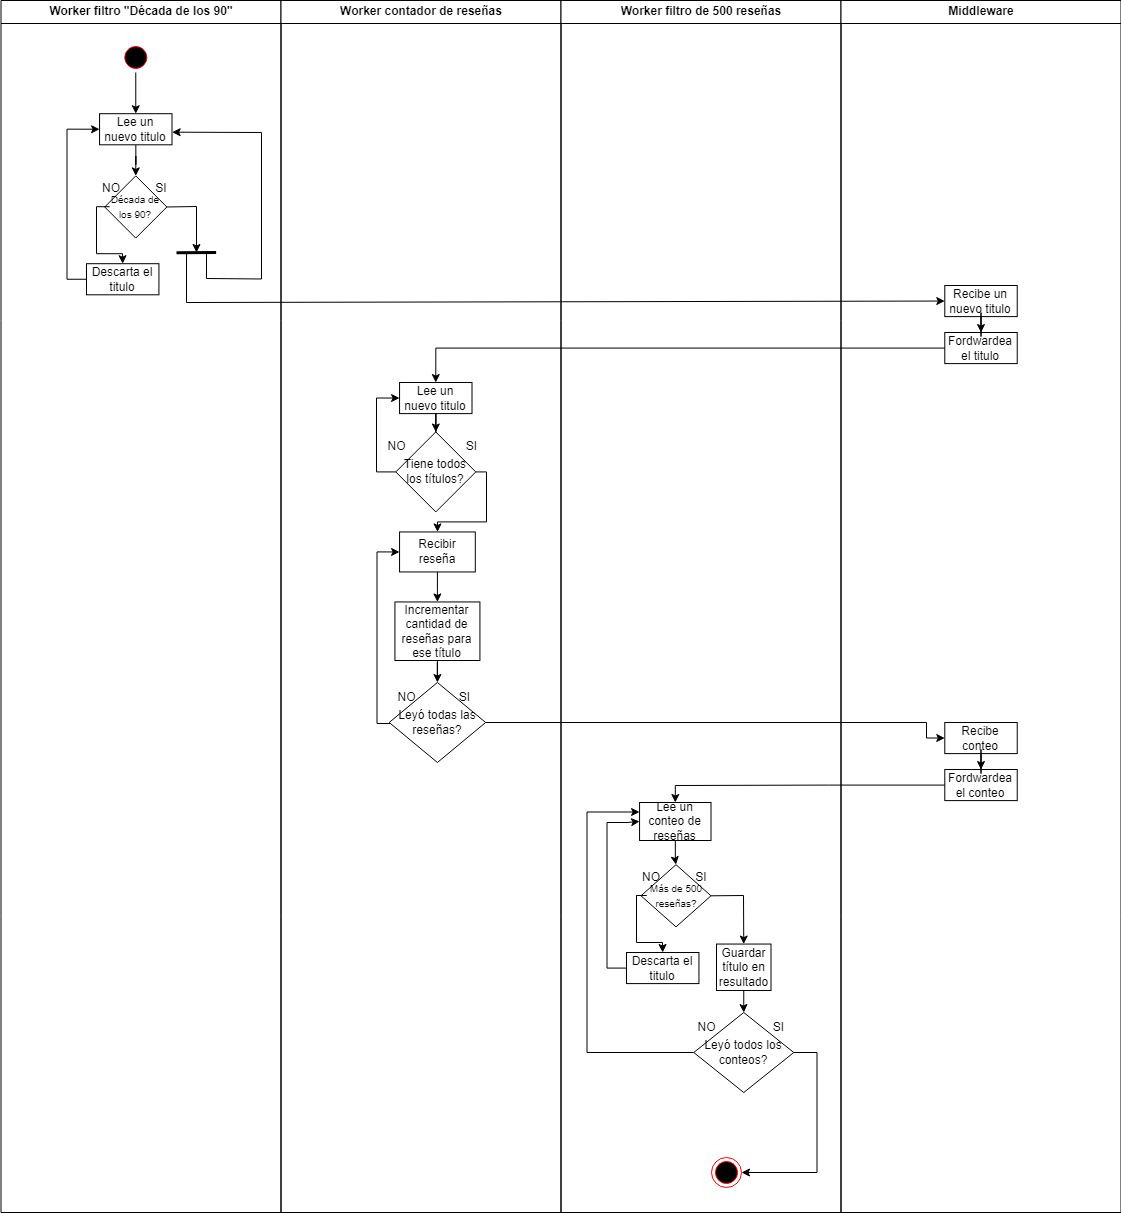 Worker filtro "Década de los 90"
Worker contador de reseñas
Worker filtro de 500 reseñas
Middleware
Lee un
nuevo titulo
NO
SI
Década de
los 90?
Descarta el
titulo
Recibe un
nuevo titulo
Fordwardea
el titulo
Lee un
nuevo titulo
NO
SI
Tiene todos
los títulos?
Recibir
reseña
Incrementar
cantidad de
reseñas para
ese título
NO
SI
Leyó todas las
reseñas?
Recibe
conteo
Fordwardea
el conteo
Lee un
conteo de
reseñas
NO
SI
Más de 500
reseñas?
Descarta el
titulo
Guardar
título en
resultado
NO
SI
Leyó todos los
conteos?